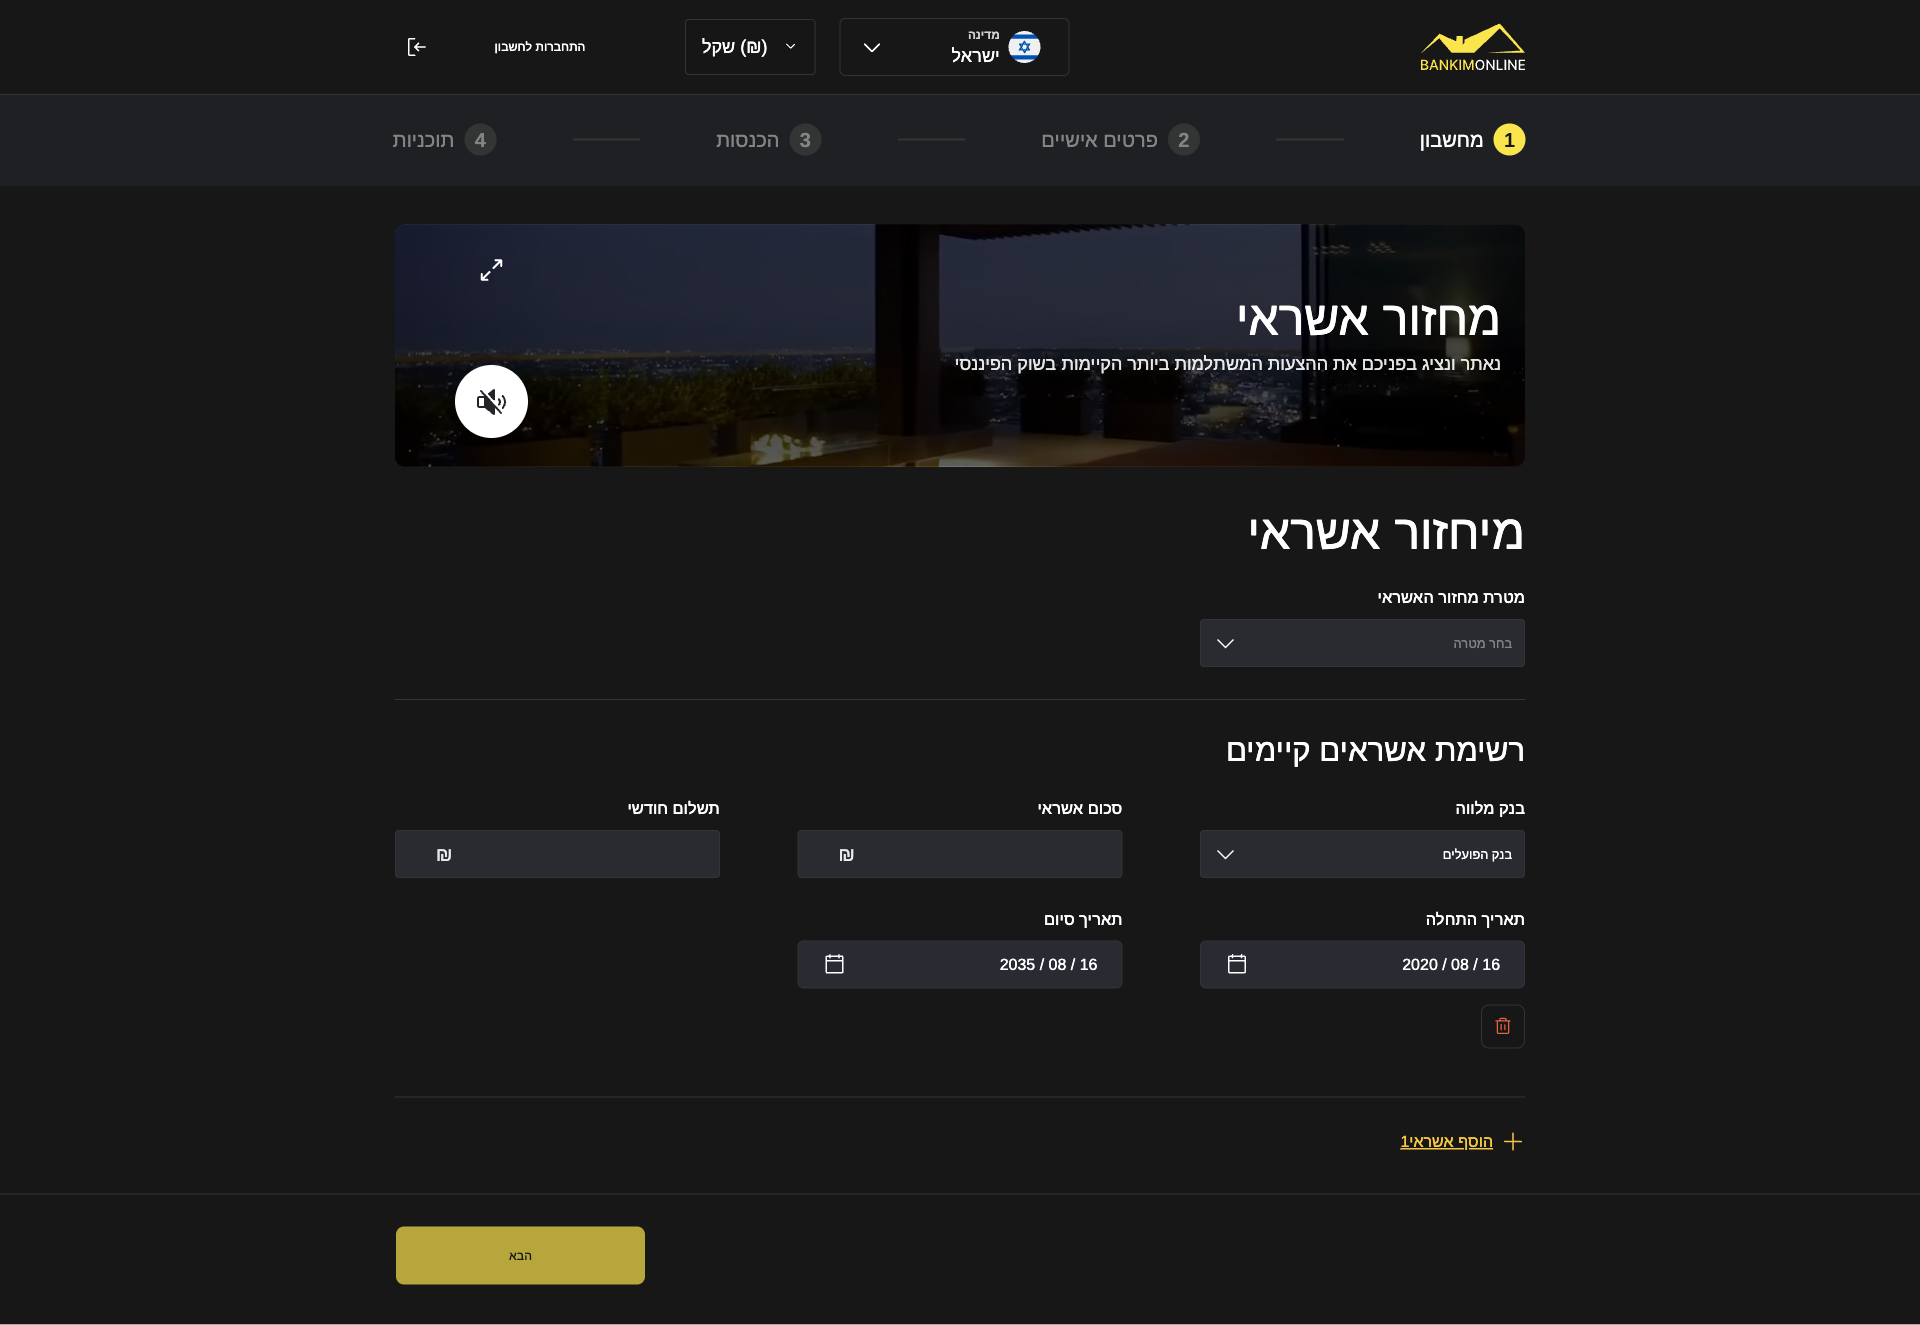 BANKIMONLINE
מדינה
ישראל
שקל (₪)
התחברות לחשבון
1 מחשבון
2 פרטים אישיים
3 הכנסות
4 תוכניות
מחזור אשראי
נאתר ונציג בפניכם את ההצעות המשתלמות ביותר הקיימות בשוק הפיננסי
מיחזור אשראי
מטרת מחזור האשראי
בחר מטרה
רשימת אשראים קיימים
בנק מלווה
סכום אשראי
תשלום חודשי
בנק הפועלים
₪
₪
תאריך התחלה
תאריך סיום
16 / 08 / 2020
16 / 08 / 2035
הוסף אשראי1
הבא